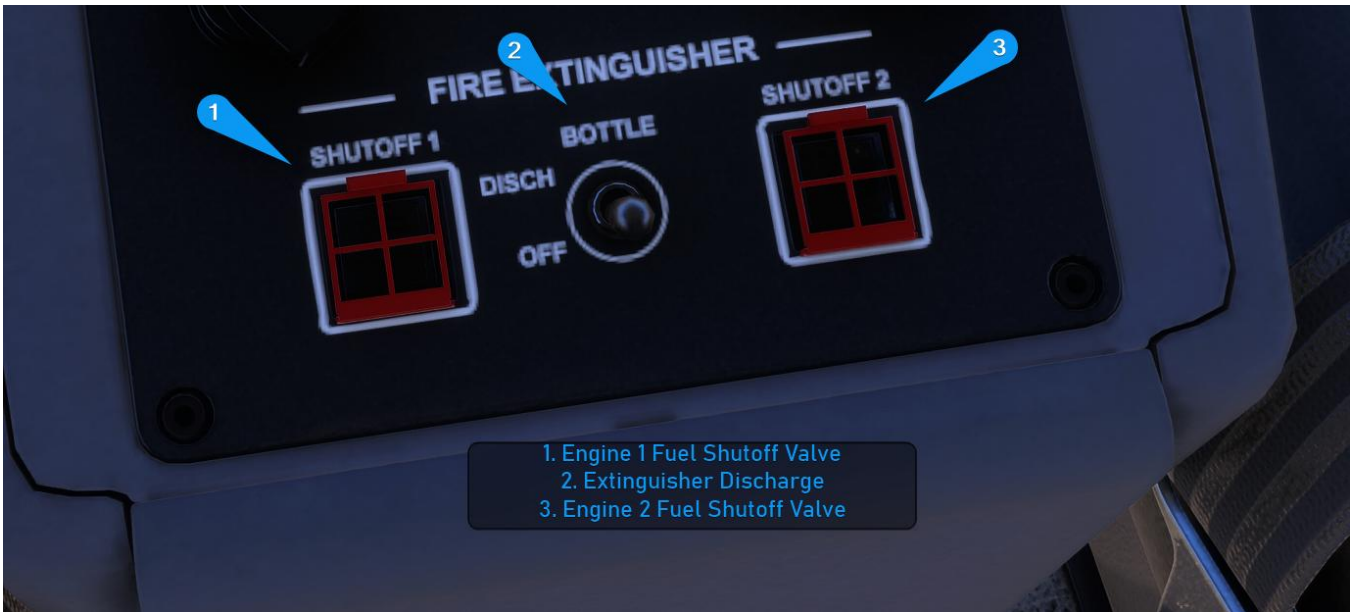 FIRE EXTINGUISHER
1
2
3
SHUTOFF 1
BOTTLE
SHUTOFF 2
DISCH
OFF
1. Engine 1 Fuel Shutoff Valve
2. Extinguisher Discharge
3. Engine 2 Fuel Shutoff Valve